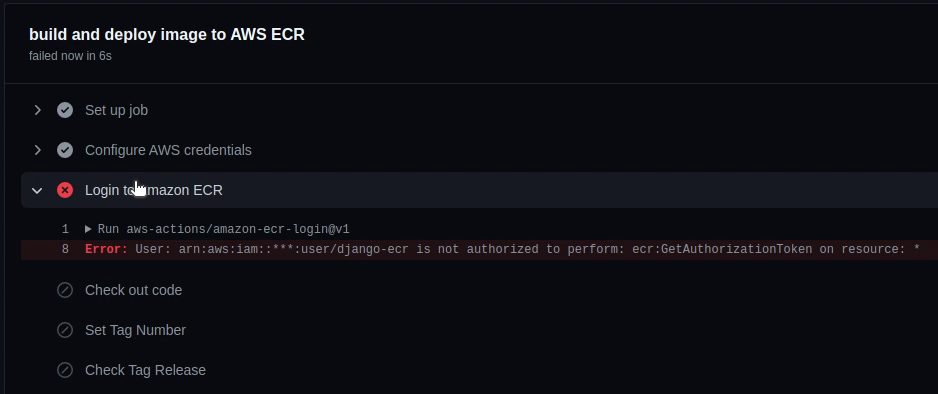 build and deploy image to AWS ECR
failed now in 6s
Set up job
Configure AWS credentials
Login to Amazon ECR
1 Run aws-actions/amazon-ecr-login@v1
8 Error: User: arn:aws:iam::***:user/django-ecr is not authorized to perform: ecr:GetAuthorizationToken on resource: *
Check out code
Set Tag Number
Check Tag Release